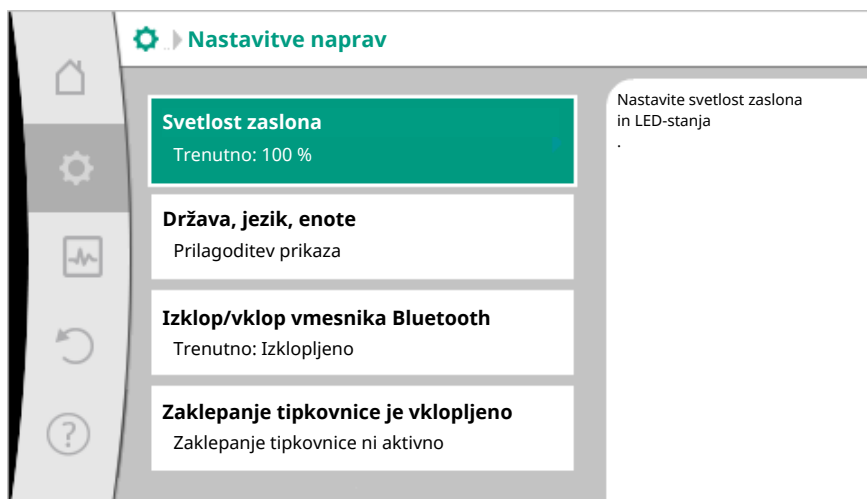 .. Nastavitve naprav
Svetlost zaslona
Trenutno: 100 %
Država, jezik, enote
Prilagoditev prikaza
Izklop/vklop vmesnika Bluetooth
Trenutno: Izklopljeno
Zaklepanje tipkovnice je vklopljeno
Zaklepanje tipkovnice ni aktivno
Nastavite svetlost zaslona
in LED-stanja
.
?